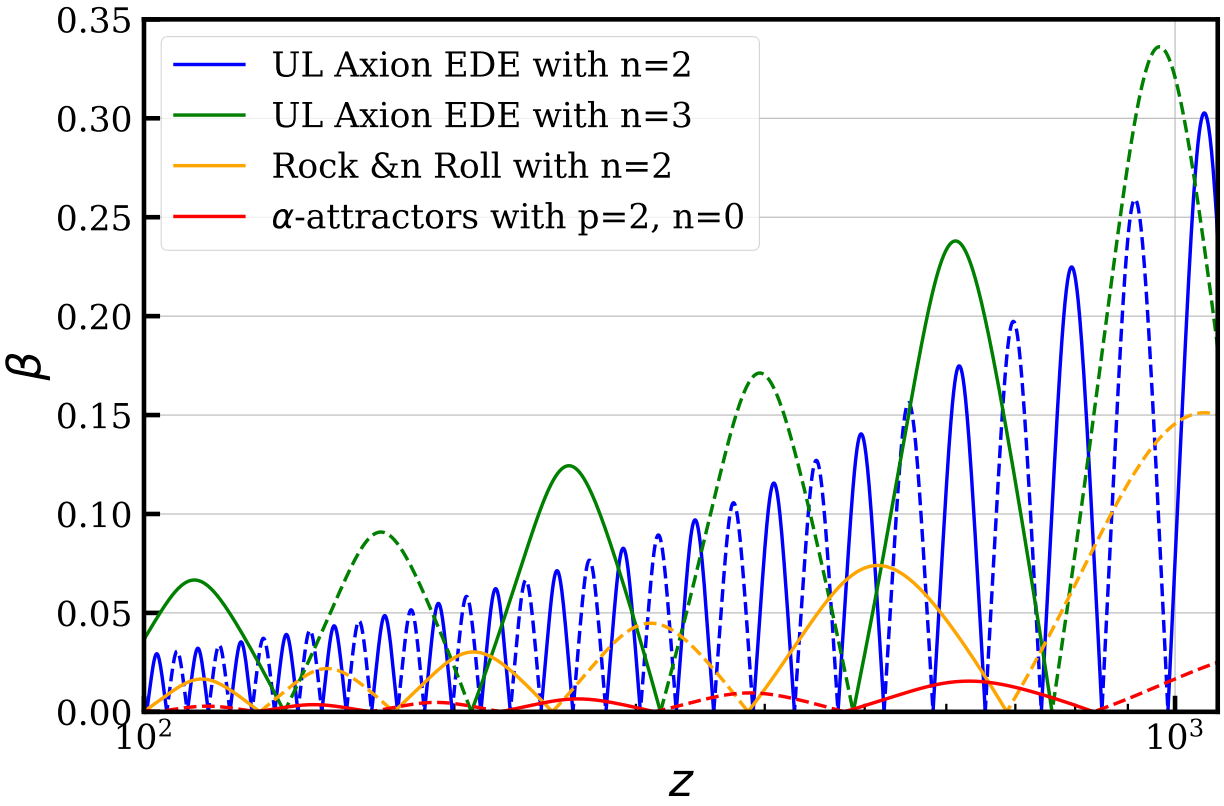 0.35
0.30
0.25
0.20
0.15
0.10
0.05
0.00
β
UL Axion EDE with n=2
UL Axion EDE with n=3
Rock &n Roll with n=2
α-attractors with p=2, n=0
10² 10³
z